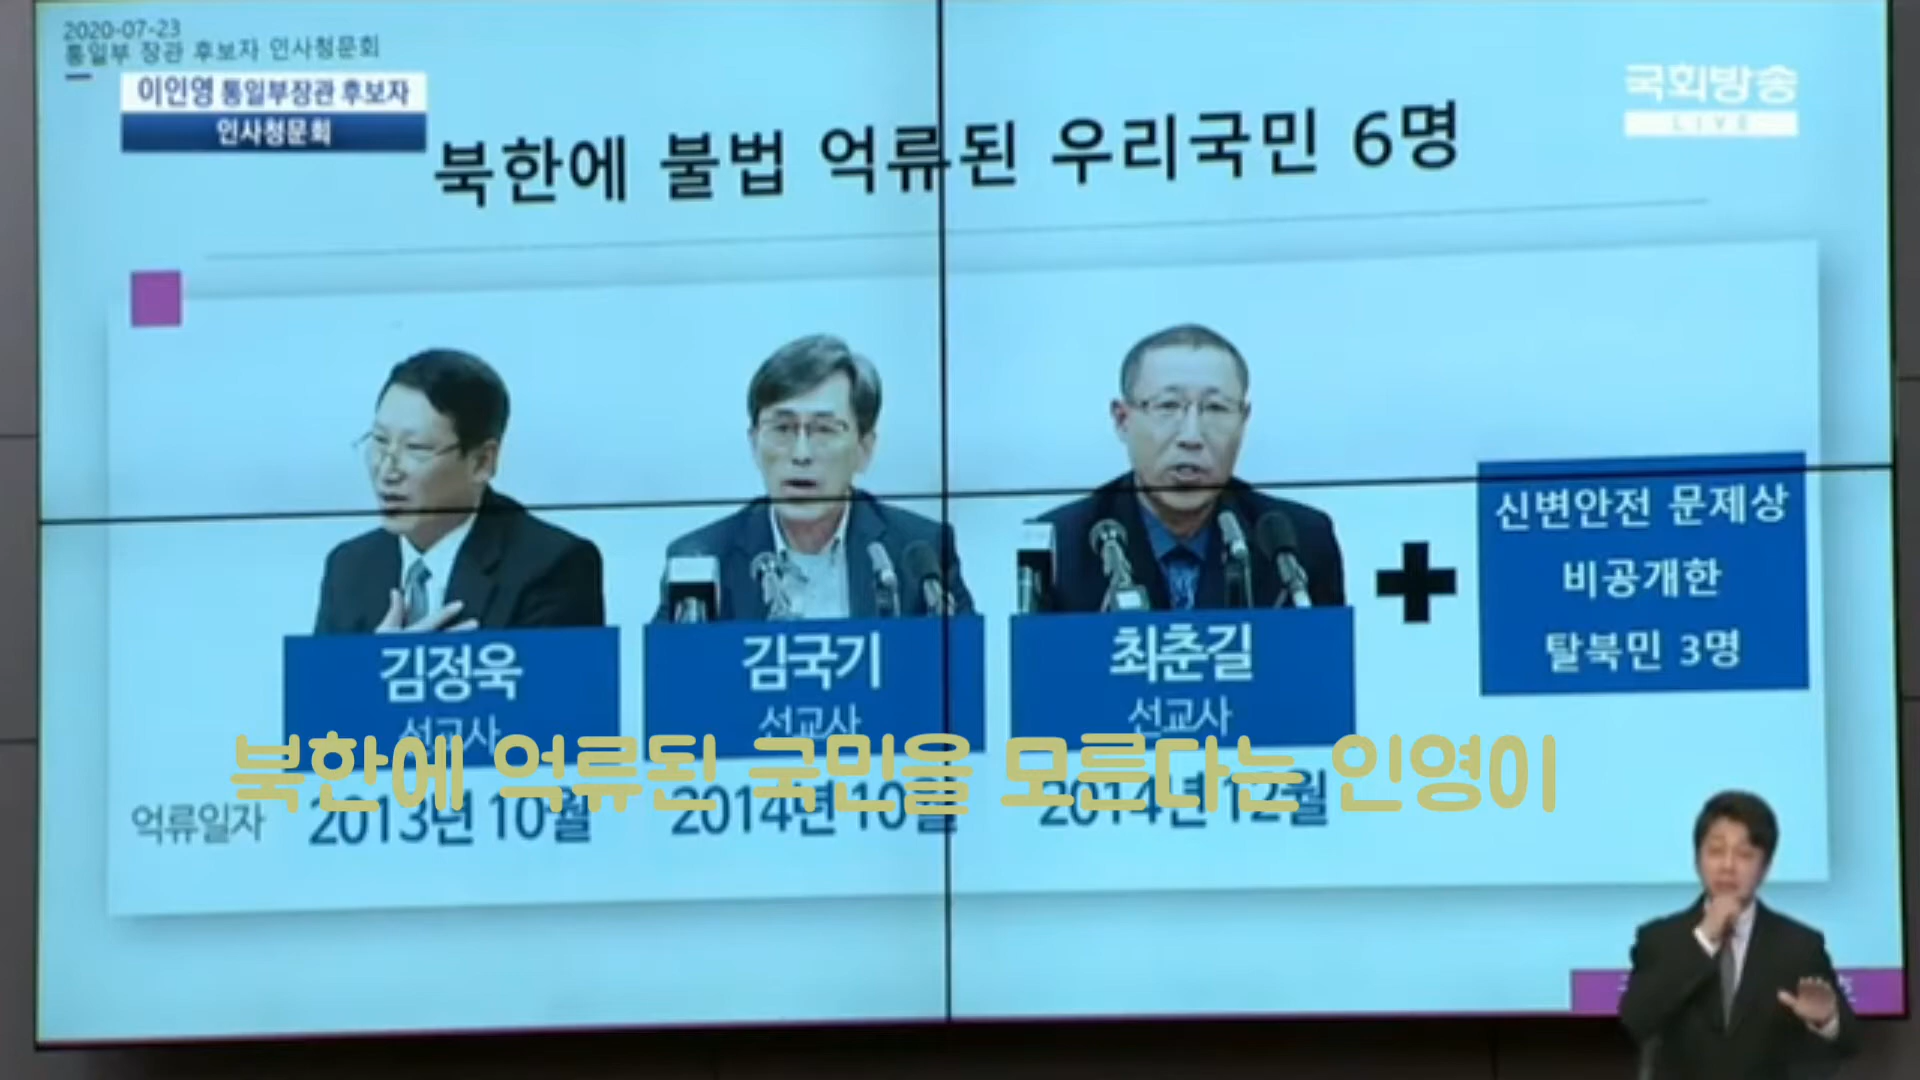 2020-07-23
통일부 장관 후보자 인사청문회
이인영 통일부장관 후보자
인사청문회
국회방송
LIVE
북한에 불법 억류된 우리국민 6명
신변안전 문제상
비공개한
탈북민 3명
김정욱
선교사
김국기
선교사
최춘길
선교사
북한에 억류된 국민을 모른다는 인영이
억류일자
2013년 10월
2014년 10월
2014년 12월